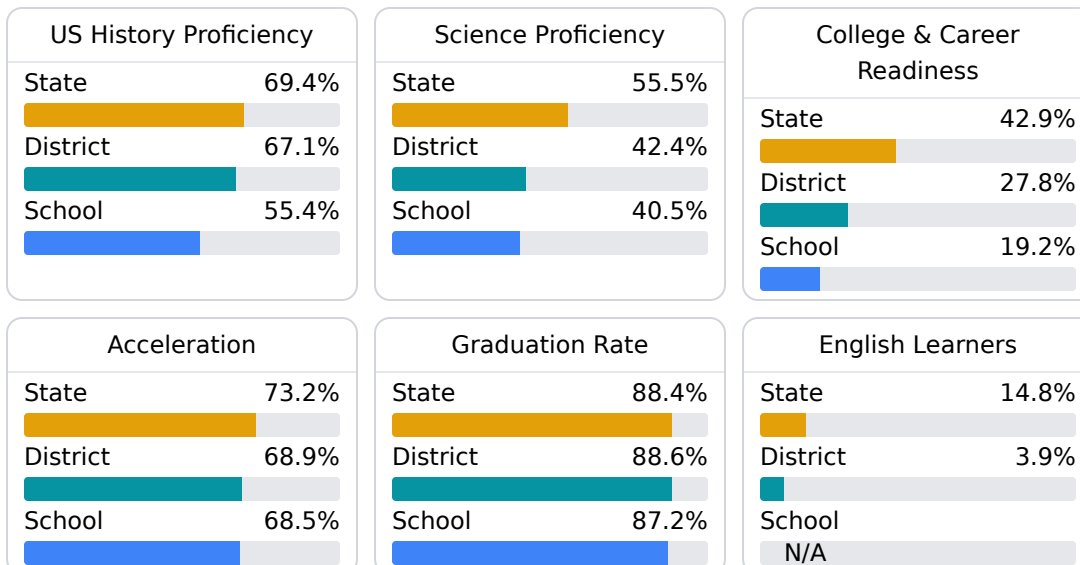 US History Proficiency
State 69.4%
District 67.1%
School 55.4%
Science Proficiency
State 55.5%
District 42.4%
School 40.5%
College & Career
Readiness
State 42.9%
District 27.8%
School 19.2%
Acceleration
State 73.2%
District 68.9%
School 68.5%
Graduation Rate
State 88.4%
District 88.6%
School 87.2%
English Learners
State 14.8%
District 3.9%
School
N/A